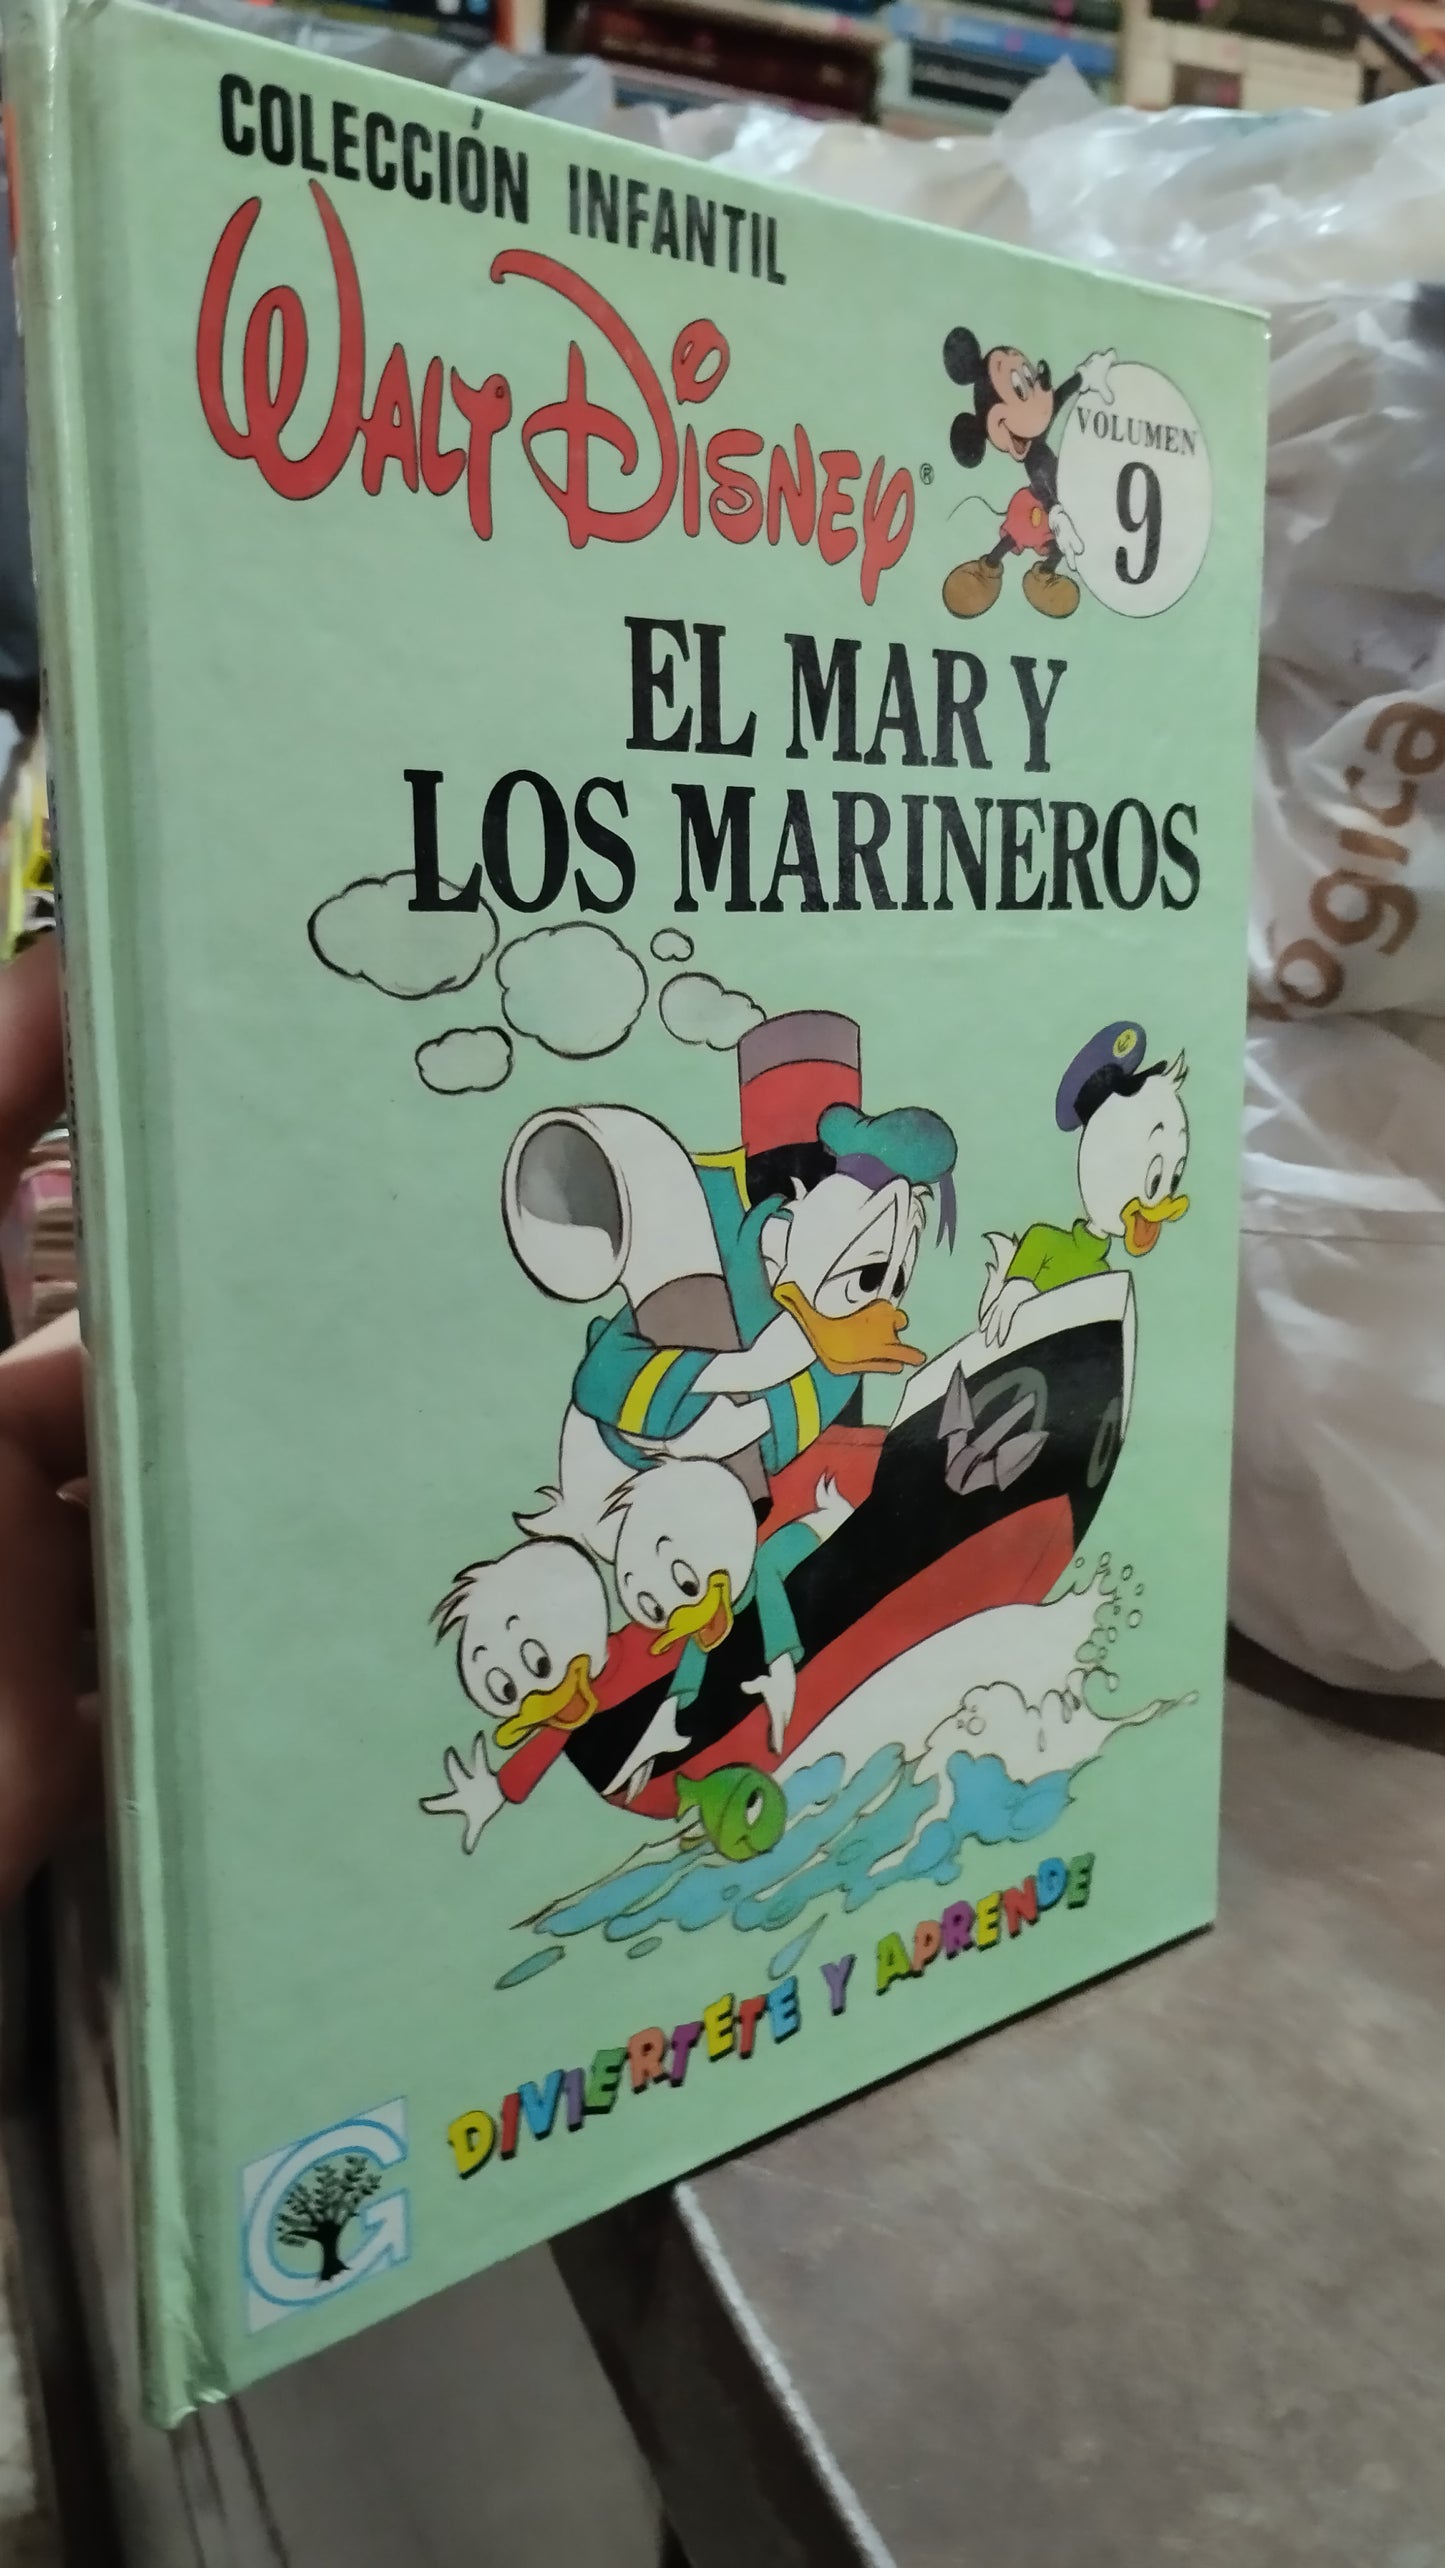 COLECCIÓN INFANTIL
WALT DISNEY®
VOLUMEN
9
EL MAR Y
LOS MARINEROS
DIVIERTETE Y APRENDE
G